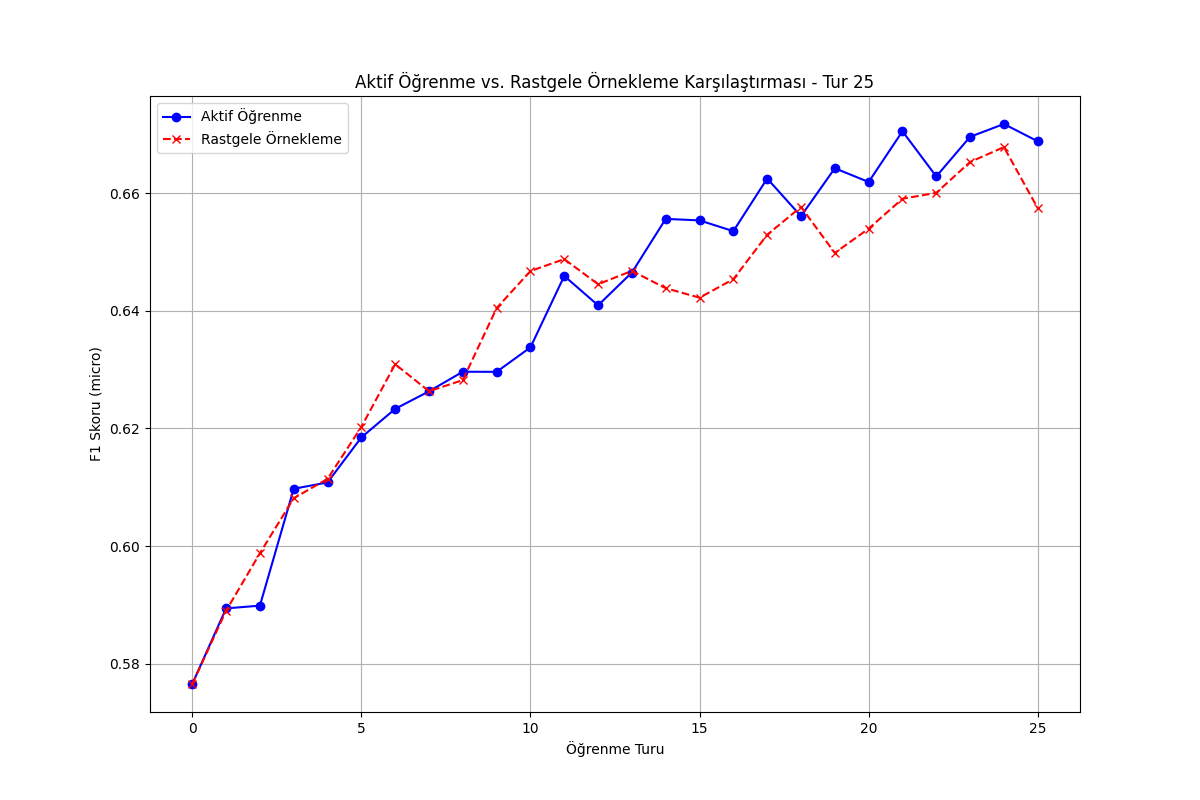 Aktif Öğrenme vs. Rastgele Örnekleme Karşılaştırması - Tur 25
Aktif Öğrenme
Rastgele Örnekleme
0.66
0.64
0.62
0.60
0.58
F1 Skoru (micro)
0 5 10 15 20 25
Öğrenme Turu